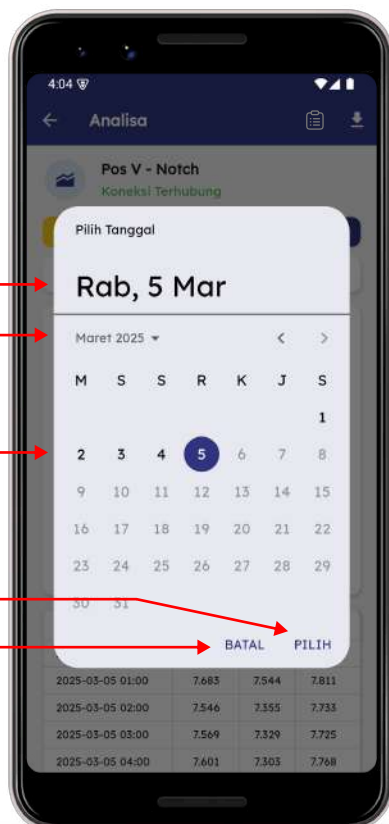 4:04
Analisa
Pos V - Notch
Koneksi Terhubung
Pilih Tanggal
Rab, 5 Mar
Maret 2025
M S S R K J S
1
2 3 4 5 6 7 8
9 10 11 12 13 14 15
16 17 18 19 20 21 22
23 24 25 26 27 28 29
30 31
BATAL PILIH
2025-03-05 01:00 7.683 7.544 7.811
2025-03-05 02:00 7.546 7.355 7.733
2025-03-05 03:00 7.569 7.329 7.725
2025-03-05 04:00 7.601 7.303 7.768